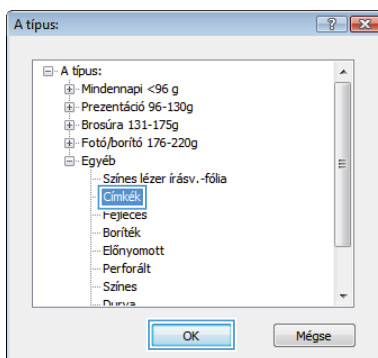 A típus:
A típus:
Mindennapi <96 g
Prezentáció 96-130g
Brosúra 131-175g
Fotó/borító 176-220g
Egyéb
Színes lézer írásv.-fólia
Címkék
Fejléces
Boríték
Előnyomott
Perforált
Színes
Durva
OK
Mégse